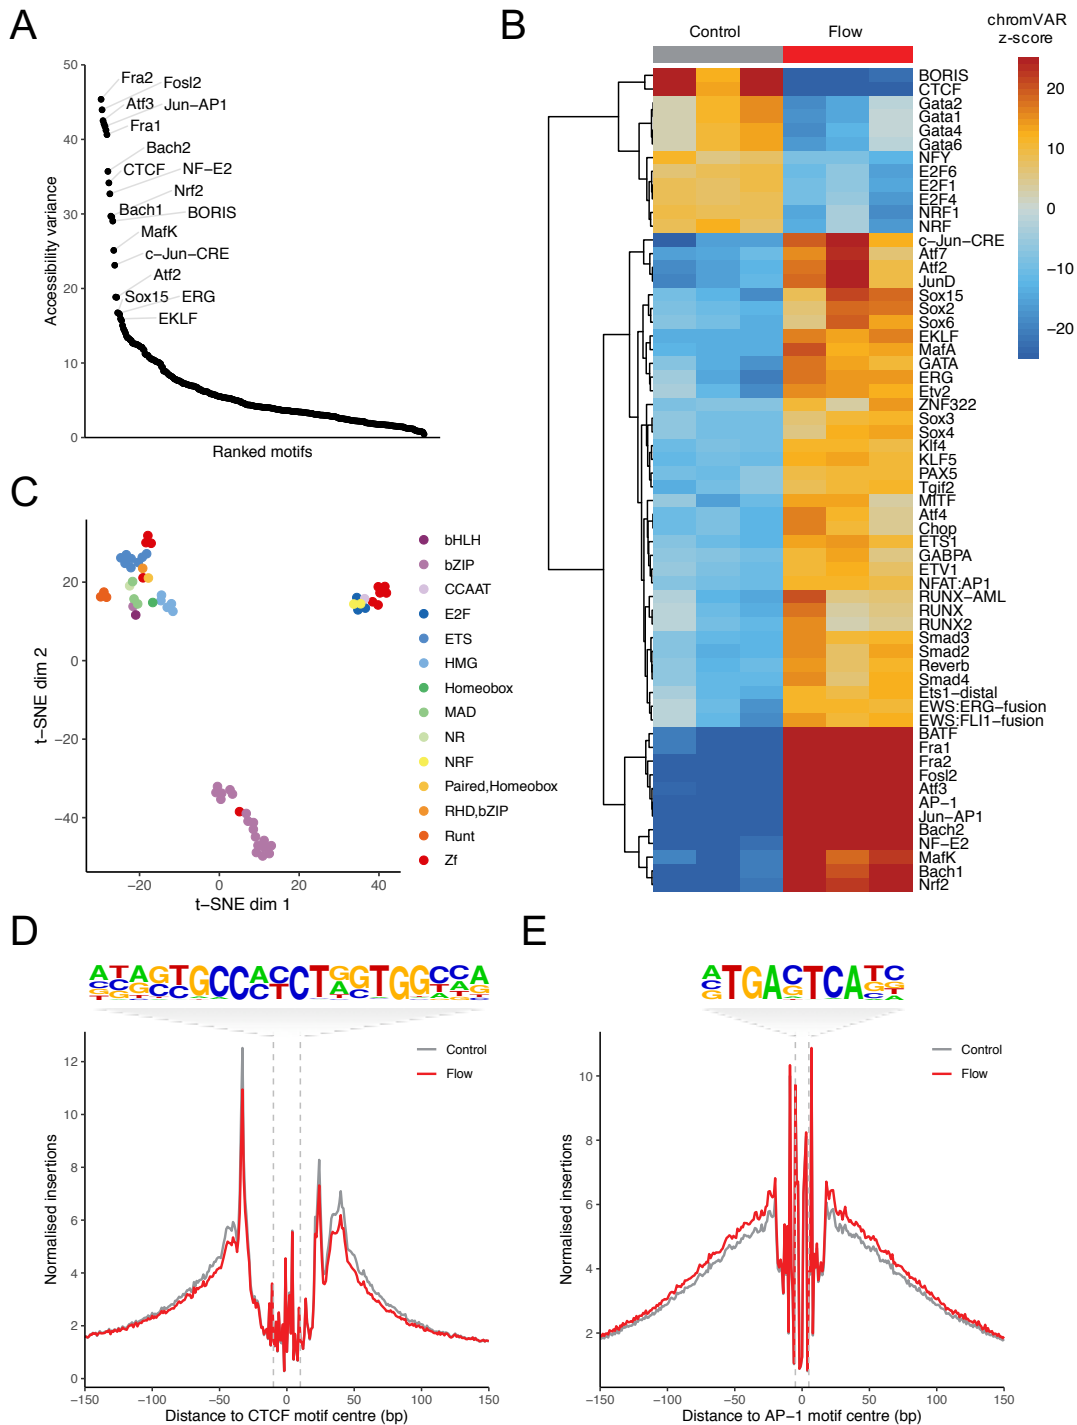 A
50
40
30
20
10
0
Accessibility variance
Ranked motifs
Fra2
Fosl2
Atf3
Jun−AP1
Fra1
Bach2
CTCF
NF−E2
Nrf2
Bach1
BORIS
MafK
c−Jun−CRE
Atf2
Sox15
ERG
EKLF
B
Control
Flow
chromVAR
z−score
20
10
0
−10
−20
BORIS
CTCF
Gata2
Gata1
Gata4
Gata6
NFY
E2F6
E2F1
E2F4
NRF1
NRF
c−Jun−CRE
Atf7
Atf2
JunD
Sox15
Sox2
Sox6
EKLF
MafA
GATA
ERG
Etv2
ZNF322
Sox3
Sox4
Klf4
KLF5
PAX5
Tgif2
MITF
Atf4
Chop
ETS1
GABPA
ETV1
NFAT:AP1
RUNX−AML
RUNX
RUNX2
Smad3
Smad2
Reverb
Smad4
Ets1−distal
EWS:ERG−fusion
EWS:FLI1−fusion
BATF
Fra1
Fra2
Fosl2
Atf3
AP−1
Jun−AP1
Bach2
NF−E2
MafK
Bach1
Nrf2
C
20
0
−20
−40
t−SNE dim 2
−20
0
20
40
t−SNE dim 1
bHLH
bZIP
CCAAT
E2F
ETS
HMG
Homeobox
MAD
NR
NRF
Paired,Homeobox
RHD,bZIP
Runt
Zf
D
ATAGTGCCACCTGGTGGCCA
Control
Flow
12
10
8
6
4
2
0
Normalised insertions
−150
−100
−50
0
50
100
150
Distance to CTCF motif centre (bp)
E
ATGACTCATC
Control
Flow
10
8
6
4
2
Normalised insertions
−150
−100
−50
0
50
100
150
Distance to AP−1 motif centre (bp)